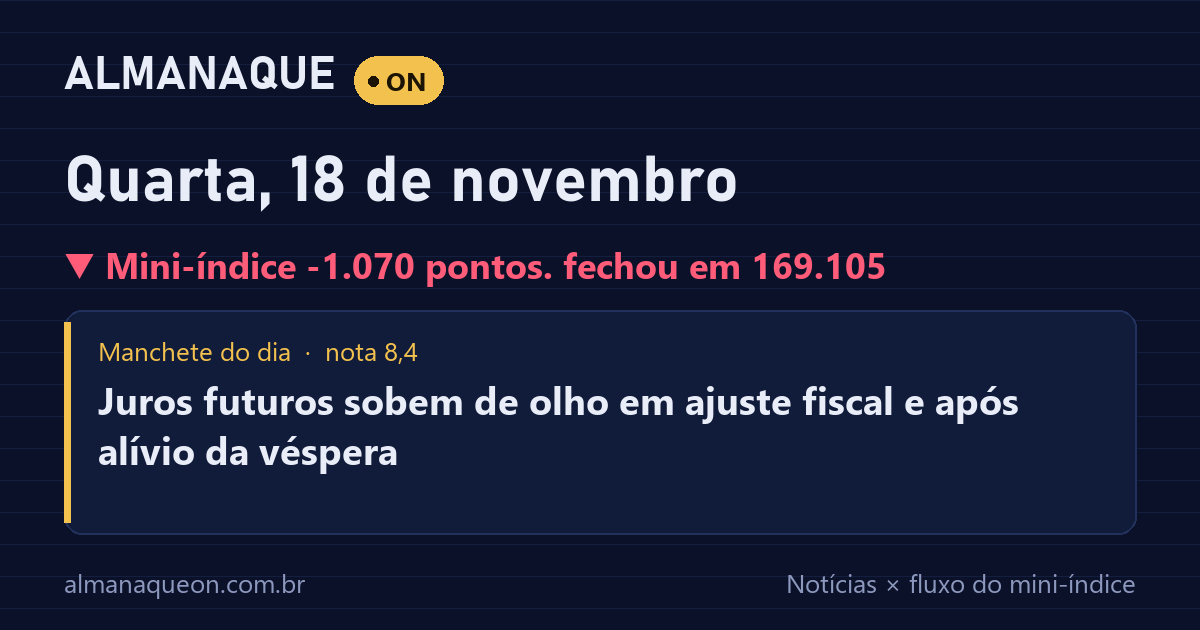 ALMANAQUE • ON
Quarta, 18 de novembro
▼ Mini-índice -1.070 pontos. fechou em 169.105
Manchete do dia · nota 8,4
Juros futuros sobem de olho em ajuste fiscal e após
alívio da véspera
almanaqueon.com.br
Notícias × fluxo do mini-índice